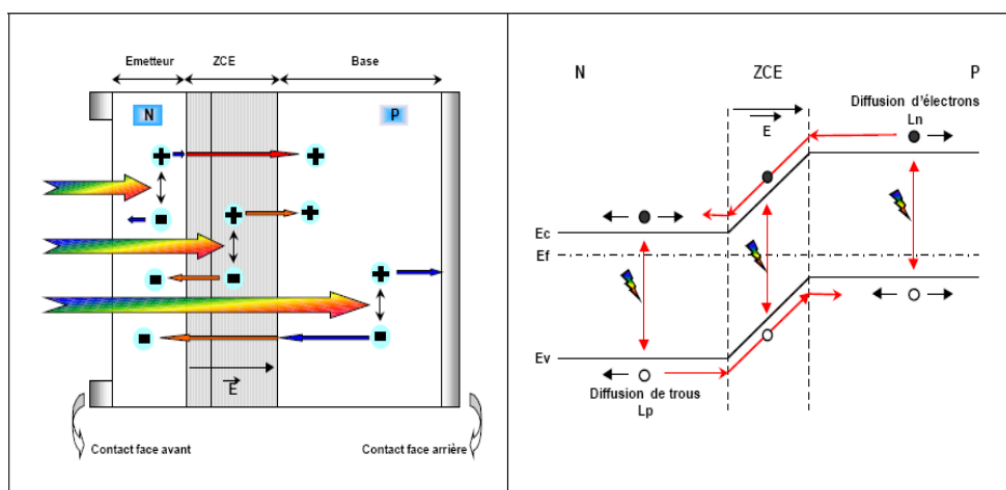 Emetteur ZCE Base
N P
E
Contact face avant Contact face arrière
N ZCE P
E
Diffusion d'électrons
Ln
Ec
Ef
Ev
Diffusion de trous
Lp